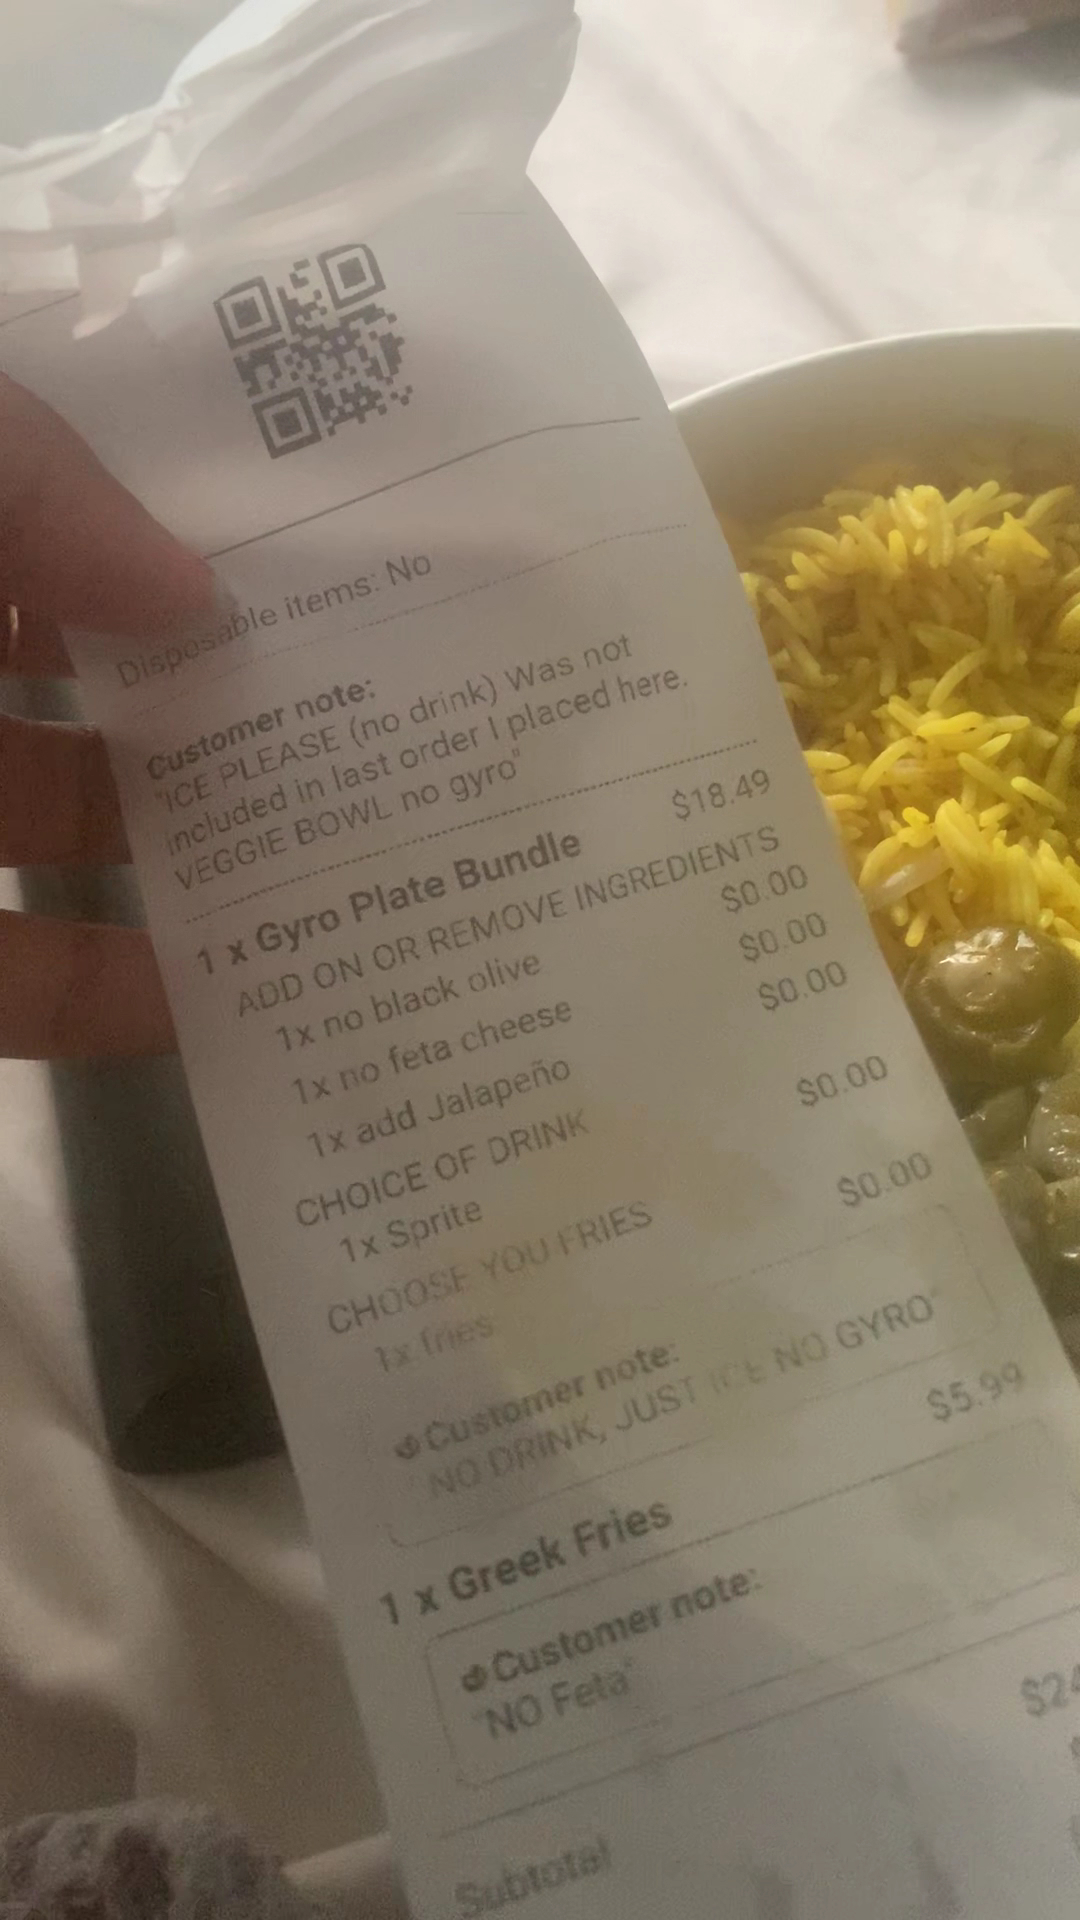 Disposable items: No
Customer note:
"ICE PLEASE (no drink) Was not
included in last order I placed here.
VEGGIE BOWL no gyro"
1 x Gyro Plate Bundle $18.49
ADD ON OR REMOVE INGREDIENTS
1x no black olive $0.00
1x no feta cheese $0.00
1x add Jalapeño $0.00
CHOICE OF DRINK
1x Sprite $0.00
CHOOSE YOU FRIES
1x fries $0.00
Customer note:
"NO DRINK, JUST ICE NO GYRO"
1 x Greek Fries $5.99
Customer note:
"NO Feta"
Subtotal